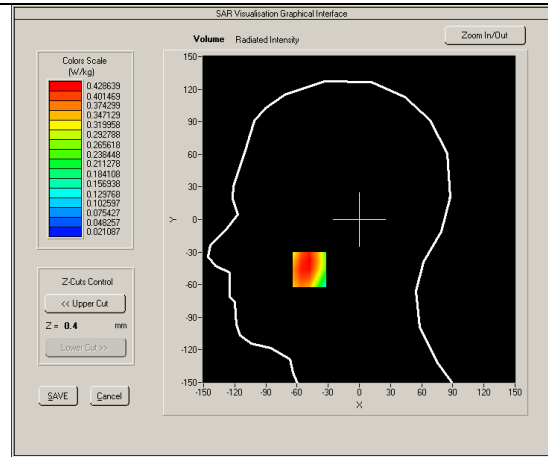 SAR Visualisation Graphical Interface
Volume Radiated Intensity
Zoom In/Out
Colors Scale
(W/kg)
0.428639
0.401469
0.374299
0.347129
0.319958
0.292788
0.265618
0.238448
0.211278
0.184108
0.156938
0.129768
0.102597
0.075427
0.048257
0.021087
Z-Cuts Control
<< Upper Cut
Z = 0.4 mm
Lower Cut >>
SAVE Cancel
150
120
90
60
30
0
-30
-60
-90
-120
-150
Y
-150 -120 -90 -60 -30 0 30 60 90 120 150
X